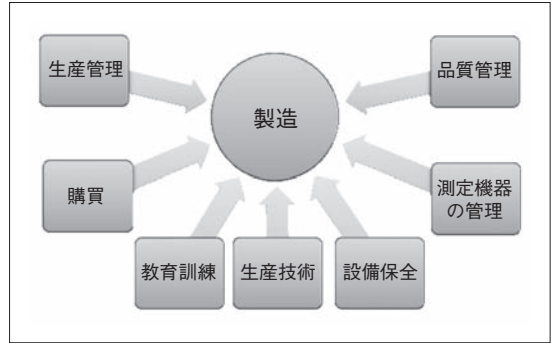 生産管理
品質管理
製造
購買
測定機器
の管理
教育訓練
生産技術
設備保全